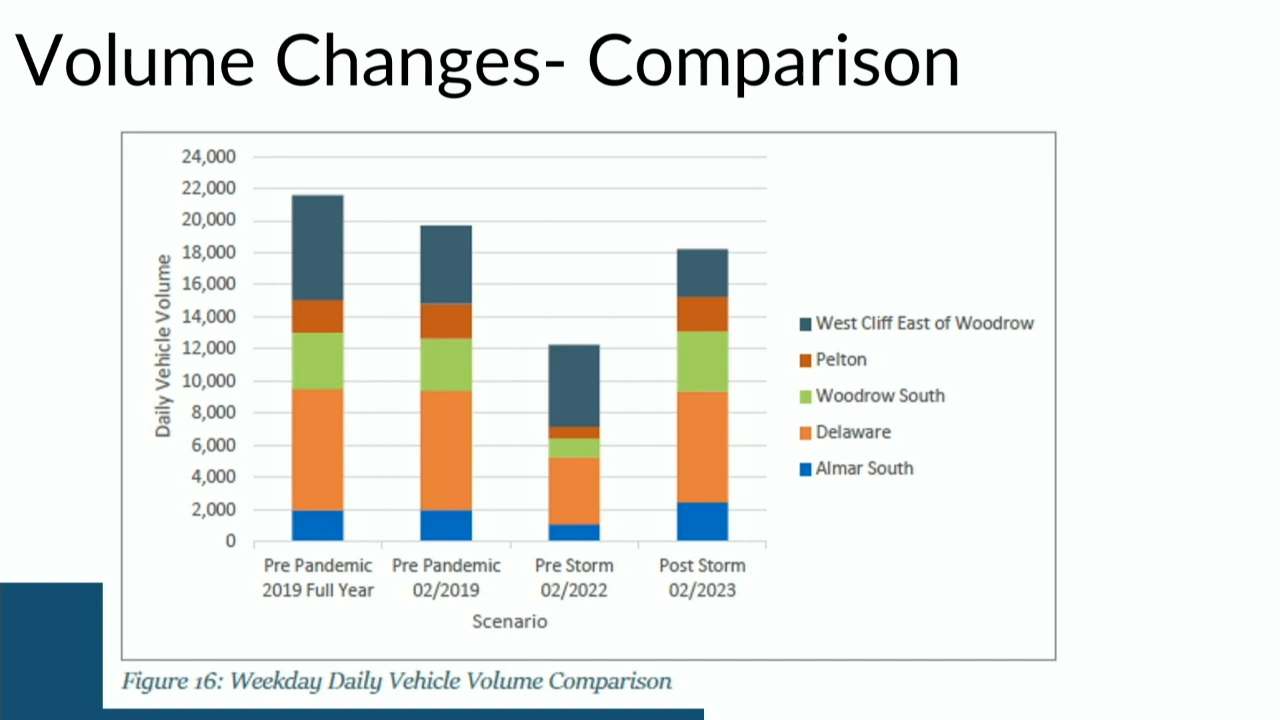 Volume Changes- Comparison
24,000
22,000
20,000
18,000
16,000
14,000
12,000
10,000
8,000
6,000
4,000
2,000
0
Daily Vehicle Volume
Pre Pandemic
2019 Full Year
Pre Pandemic
02/2019
Pre Storm
02/2022
Post Storm
02/2023
Scenario
West Cliff East of Woodrow
Pelton
Woodrow South
Delaware
Almar South
Figure 16: Weekday Daily Vehicle Volume Comparison